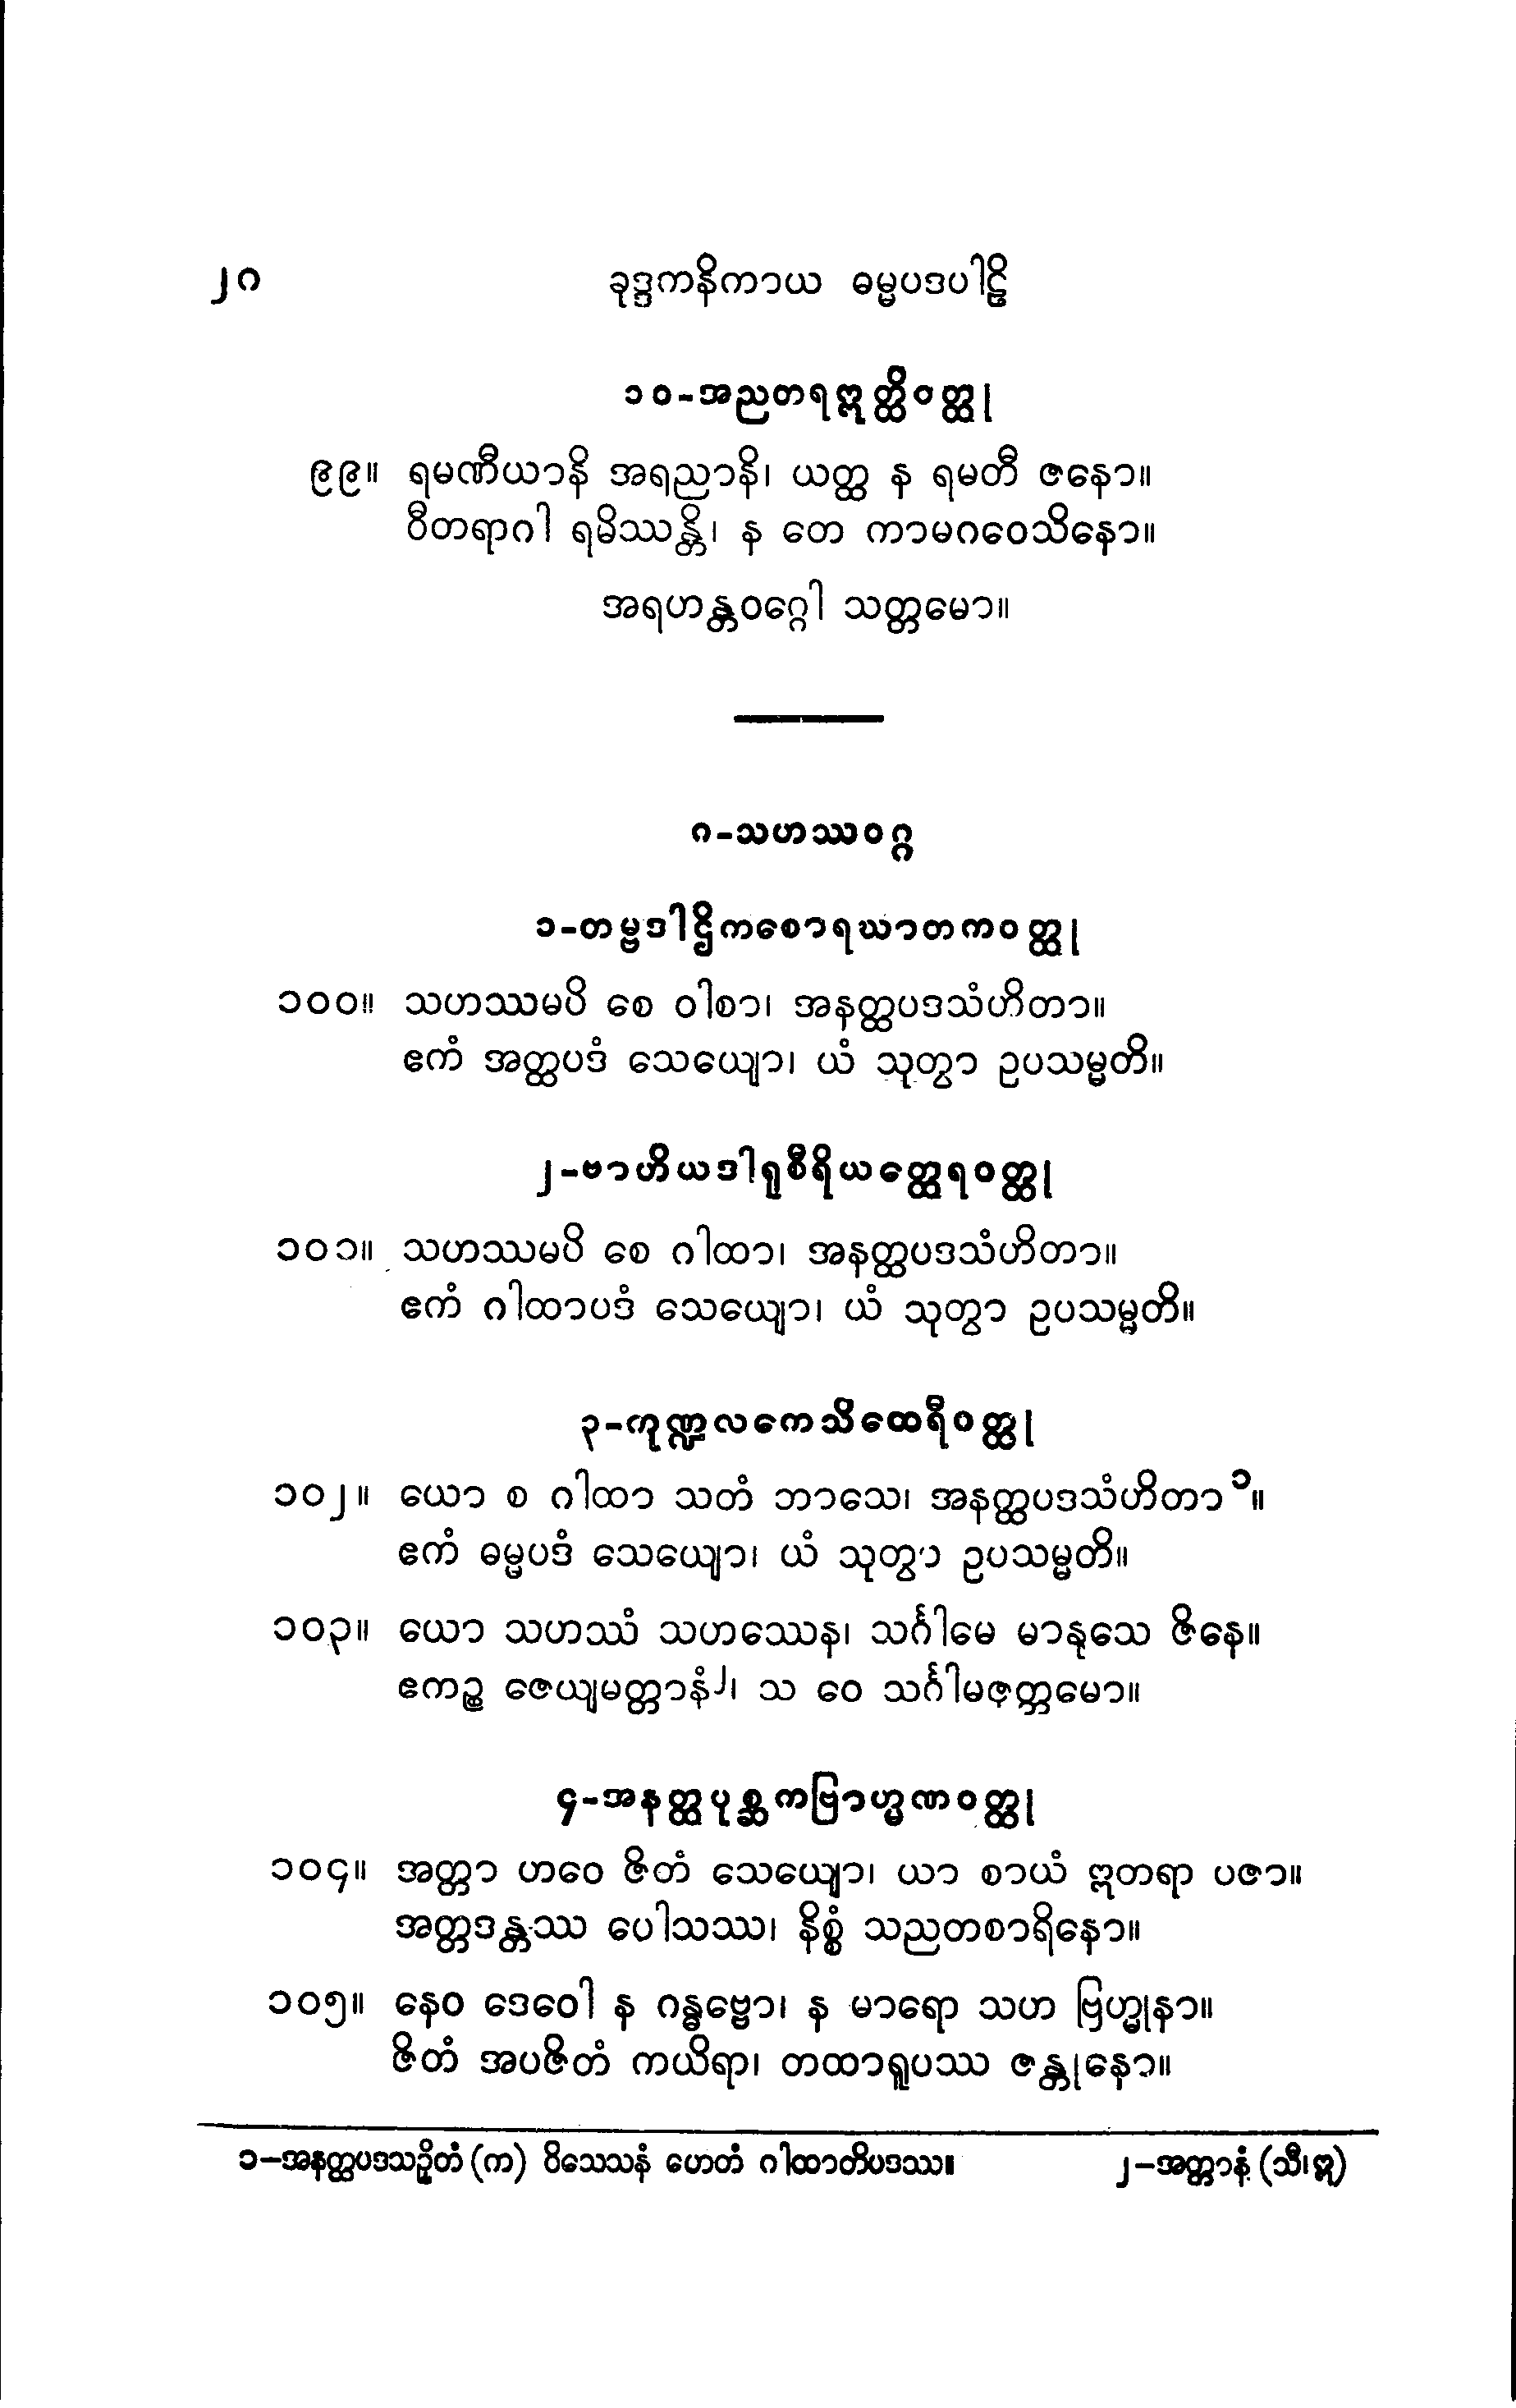 ၂၈ ခုဒ္ဒကနိကာယ ဓမ္မပဒပါဠိ
၁၀-အညတရဣတ္ထိဝတ္ထု
၉၉။ ရမဏီယာနိ အရညာနိ၊ ယတ္ထ န ရမတီ ဇနော။
ဝီတရာဂါ ရမိဿန္တိ၊ န တေ ကာမဂဝေသိနော။
အရဟန္တဝဂ္ဂေါ သတ္တမော။
၈-သဟဿဝဂ္ဂ
၁-တမ္ဗဒါဌိကစောရဃာတကဝတ္ထု
၁၀၀။ သဟဿမပိ စေ ဝါစာ၊ အနတ္ထပဒသံဟိတာ။
ဧကံ အတ္ထပဒံ သေယျော၊ ယံ သုတွာ ဥပသမ္မတိ။
၂-ဗာဟိယဒါရုစီရိယတ္ထေရဝတ္ထု
၁၀၁။ သဟဿမပိ စေ ဂါထာ၊ အနတ္ထပဒသံဟိတာ။
ဧကံ ဂါထာပဒံ သေယျော၊ ယံ သုတွာ ဥပသမ္မတိ။
၃-ကုဏ္ဍလကေသိထေရီဝတ္ထု
၁၀၂။ ယော စ ဂါထာ သတံ ဘာသေ၊ အနတ္ထပဒသံဟိတာ၁။
ဧကံ ဓမ္မပဒံ သေယျော၊ ယံ သုတွာ ဥပသမ္မတိ။
၁၀၃။ ယော သဟဿံ သဟဿေန၊ သင်္ဂါမေ မာနုသေ ဇိနေ။
ဧကဉ္စ ဇေယျမတ္တာနံ၂၊ သ ဝေ သင်္ဂါမဇုတ္တမော။
၄-အနတ္ထပုစ္ဆကဗြာဟ္မဏဝတ္ထု
၁၀၄။ အတ္တာ ဟဝေ ဇိတံ သေယျော၊ ယာ စာယံ ဣတရာ ပဇာ။
အတ္တဒန္တဿ ပေါသဿ၊ နိစ္စံ သညတစာရိနော။
၁၀၅။ နေဝ ဒေဝေါ န ဂန္ဓဗ္ဗော၊ န မာရော သဟ ဗြဟ္မုနာ။
ဇိတံ အပဇိတံ ကယိရာ၊ တထာရူပဿ ဇန္တုနော။
၁-အနတ္ထပဒသဉှိတံ (က) ဝိသေသနံ ဟေတံ ဂါထာတိပဒဿ။ ၂-အတ္တာနံ (သီ၊ ဣ)